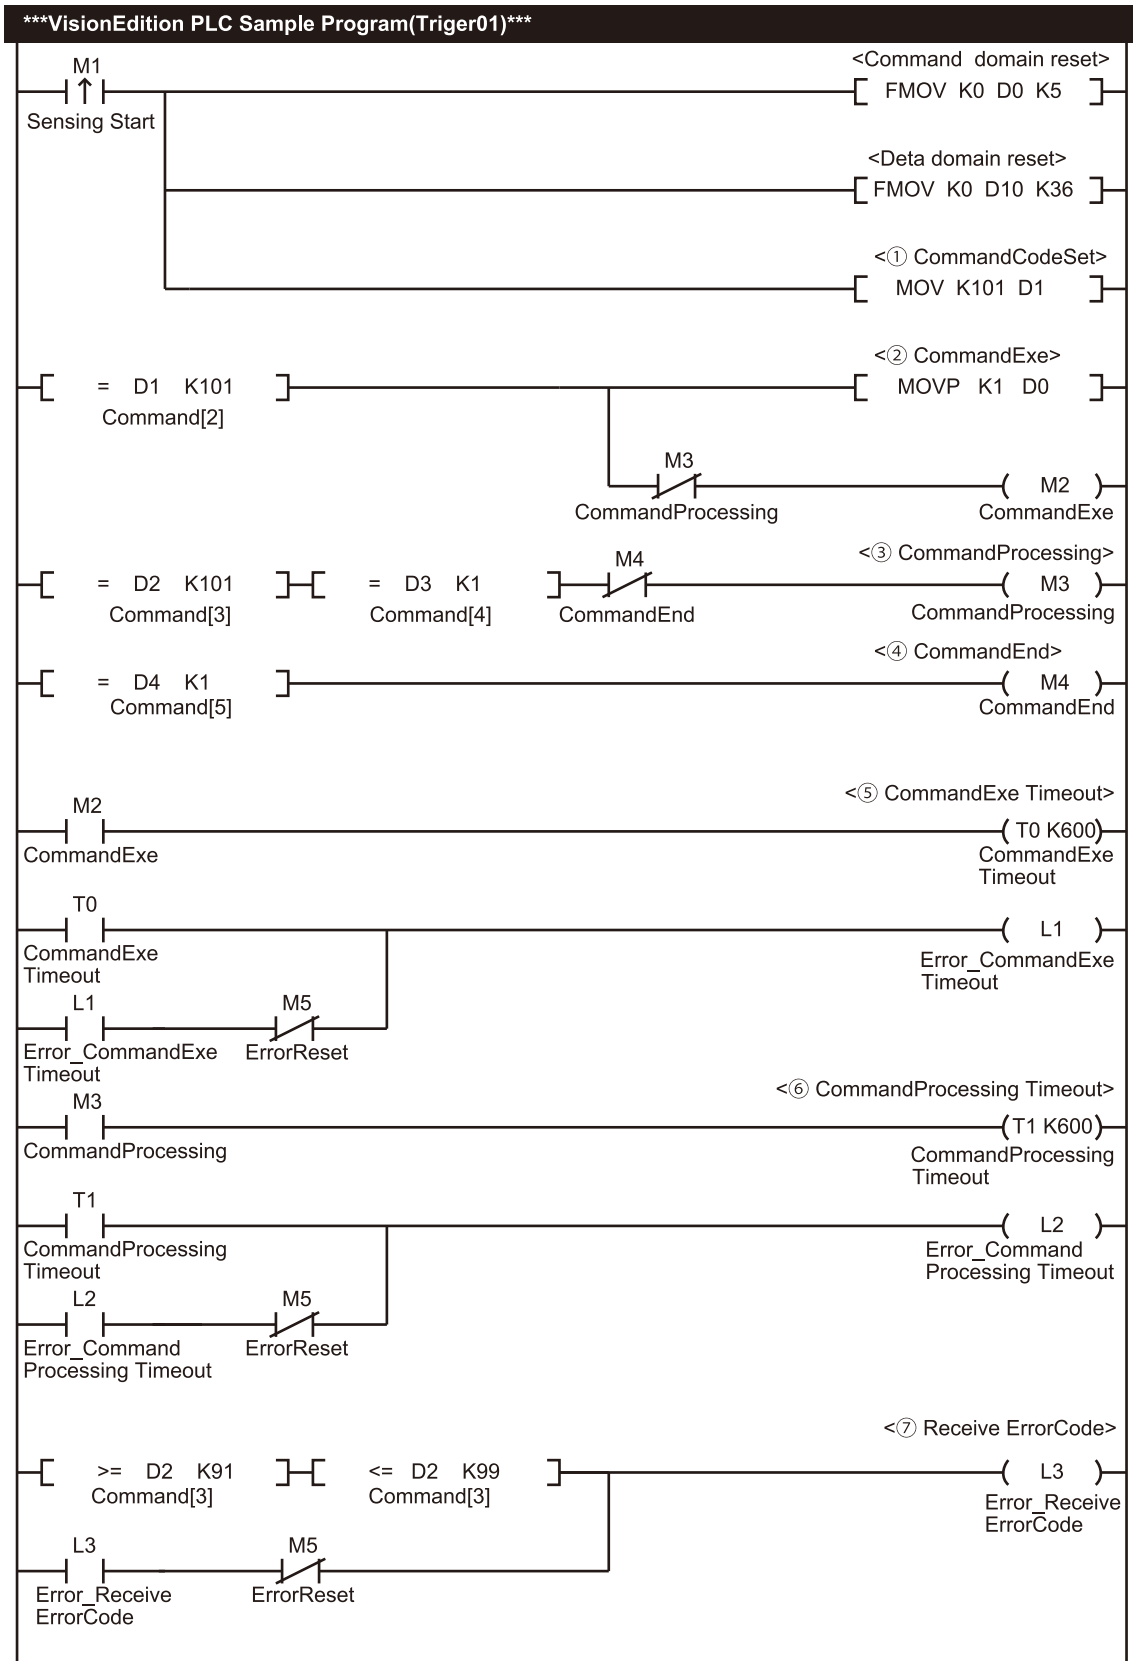 ***VisionEdition PLC Sample Program(Triger01)***
M1
Sensing Start
<Command domain reset>
FMOV K0 D0 K5
<Deta domain reset>
FMOV K0 D10 K36
<① CommandCodeSet>
MOV K101 D1
<② CommandExe>
= D1 K101
Command[2]
MOVP K1 D0
M3
CommandProcessing
M2
CommandExe
<③ CommandProcessing>
= D2 K101
Command[3]
= D3 K1
Command[4]
M4
CommandEnd
M3
CommandProcessing
<④ CommandEnd>
= D4 K1
Command[5]
M4
CommandEnd
<⑤ CommandExe Timeout>
M2
CommandExe
T0 K600
CommandExe
Timeout
T0
CommandExe
Timeout
L1
Error_CommandExe
Timeout
L1
Error_CommandExe
Timeout
M5
ErrorReset
<⑥ CommandProcessing Timeout>
M3
CommandProcessing
T1 K600
CommandProcessing
Timeout
T1
CommandProcessing
Timeout
L2
Error_Command
Processing Timeout
L2
Error_Command
Processing Timeout
M5
ErrorReset
<⑦ Receive ErrorCode>
>= D2 K91
Command[3]
<= D2 K99
Command[3]
L3
Error_Receive
ErrorCode
L3
Error_Receive
ErrorCode
M5
ErrorReset